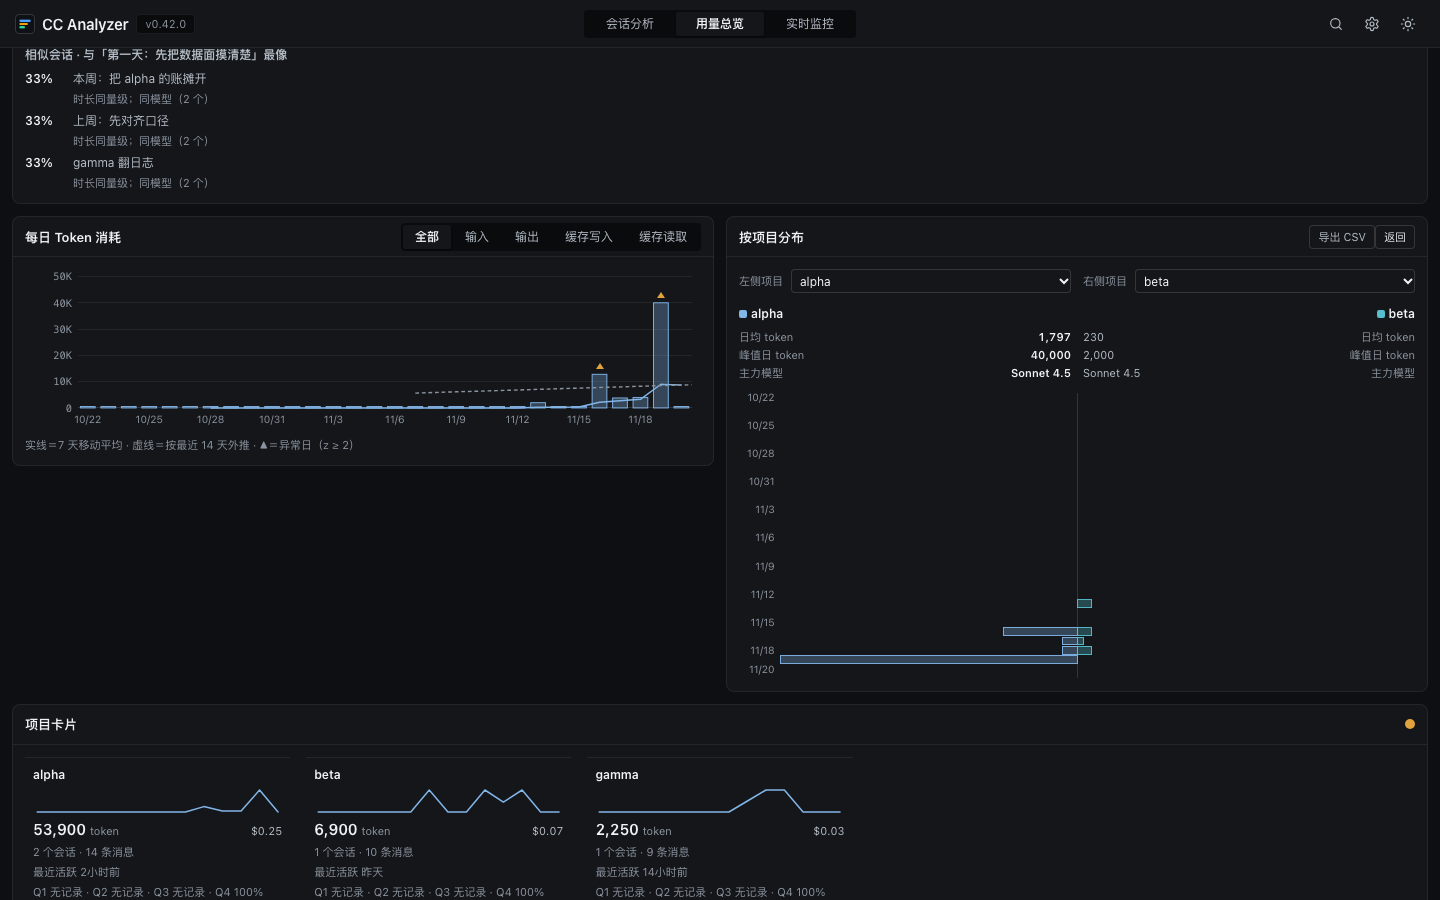 CC Analyzer v0.42.0 会话分析 用量总览 实时监控
相似会话 · 与「第一天：先把数据面摸清楚」最像
33% 本周：把 alpha 的账摊开
时长同量级；同模型（2 个）
33% 上周：先对齐口径
时长同量级；同模型（2 个）
33% gamma 翻日志
时长同量级；同模型（2 个）
每日 Token 消耗 全部 输入 输出 缓存写入 缓存读取
50K
40K
30K
20K
10K
0
10/22 10/25 10/28 10/31 11/3 11/6 11/9 11/12 11/15 11/18
实线＝7 天移动平均 · 虚线＝按最近 14 天外推 · ▲＝异常日（z ≥ 2）
按项目分布 导出 CSV 返回
左侧项目 alpha 右侧项目 beta
alpha beta
日均 token 1,797 230 日均 token
峰值日 token 40,000 2,000 峰值日 token
主力模型 Sonnet 4.5 Sonnet 4.5 主力模型
10/22
10/25
10/28
10/31
11/3
11/6
11/9
11/12
11/15
11/18
11/20
项目卡片
alpha
53,900 token $0.25
2 个会话 · 14 条消息
最近活跃 2小时前
Q1 无记录 · Q2 无记录 · Q3 无记录 · Q4 100%
beta
6,900 token $0.07
1 个会话 · 10 条消息
最近活跃 昨天
Q1 无记录 · Q2 无记录 · Q3 无记录 · Q4 100%
gamma
2,250 token $0.03
1 个会话 · 9 条消息
最近活跃 14小时前
Q1 无记录 · Q2 无记录 · Q3 无记录 · Q4 100%